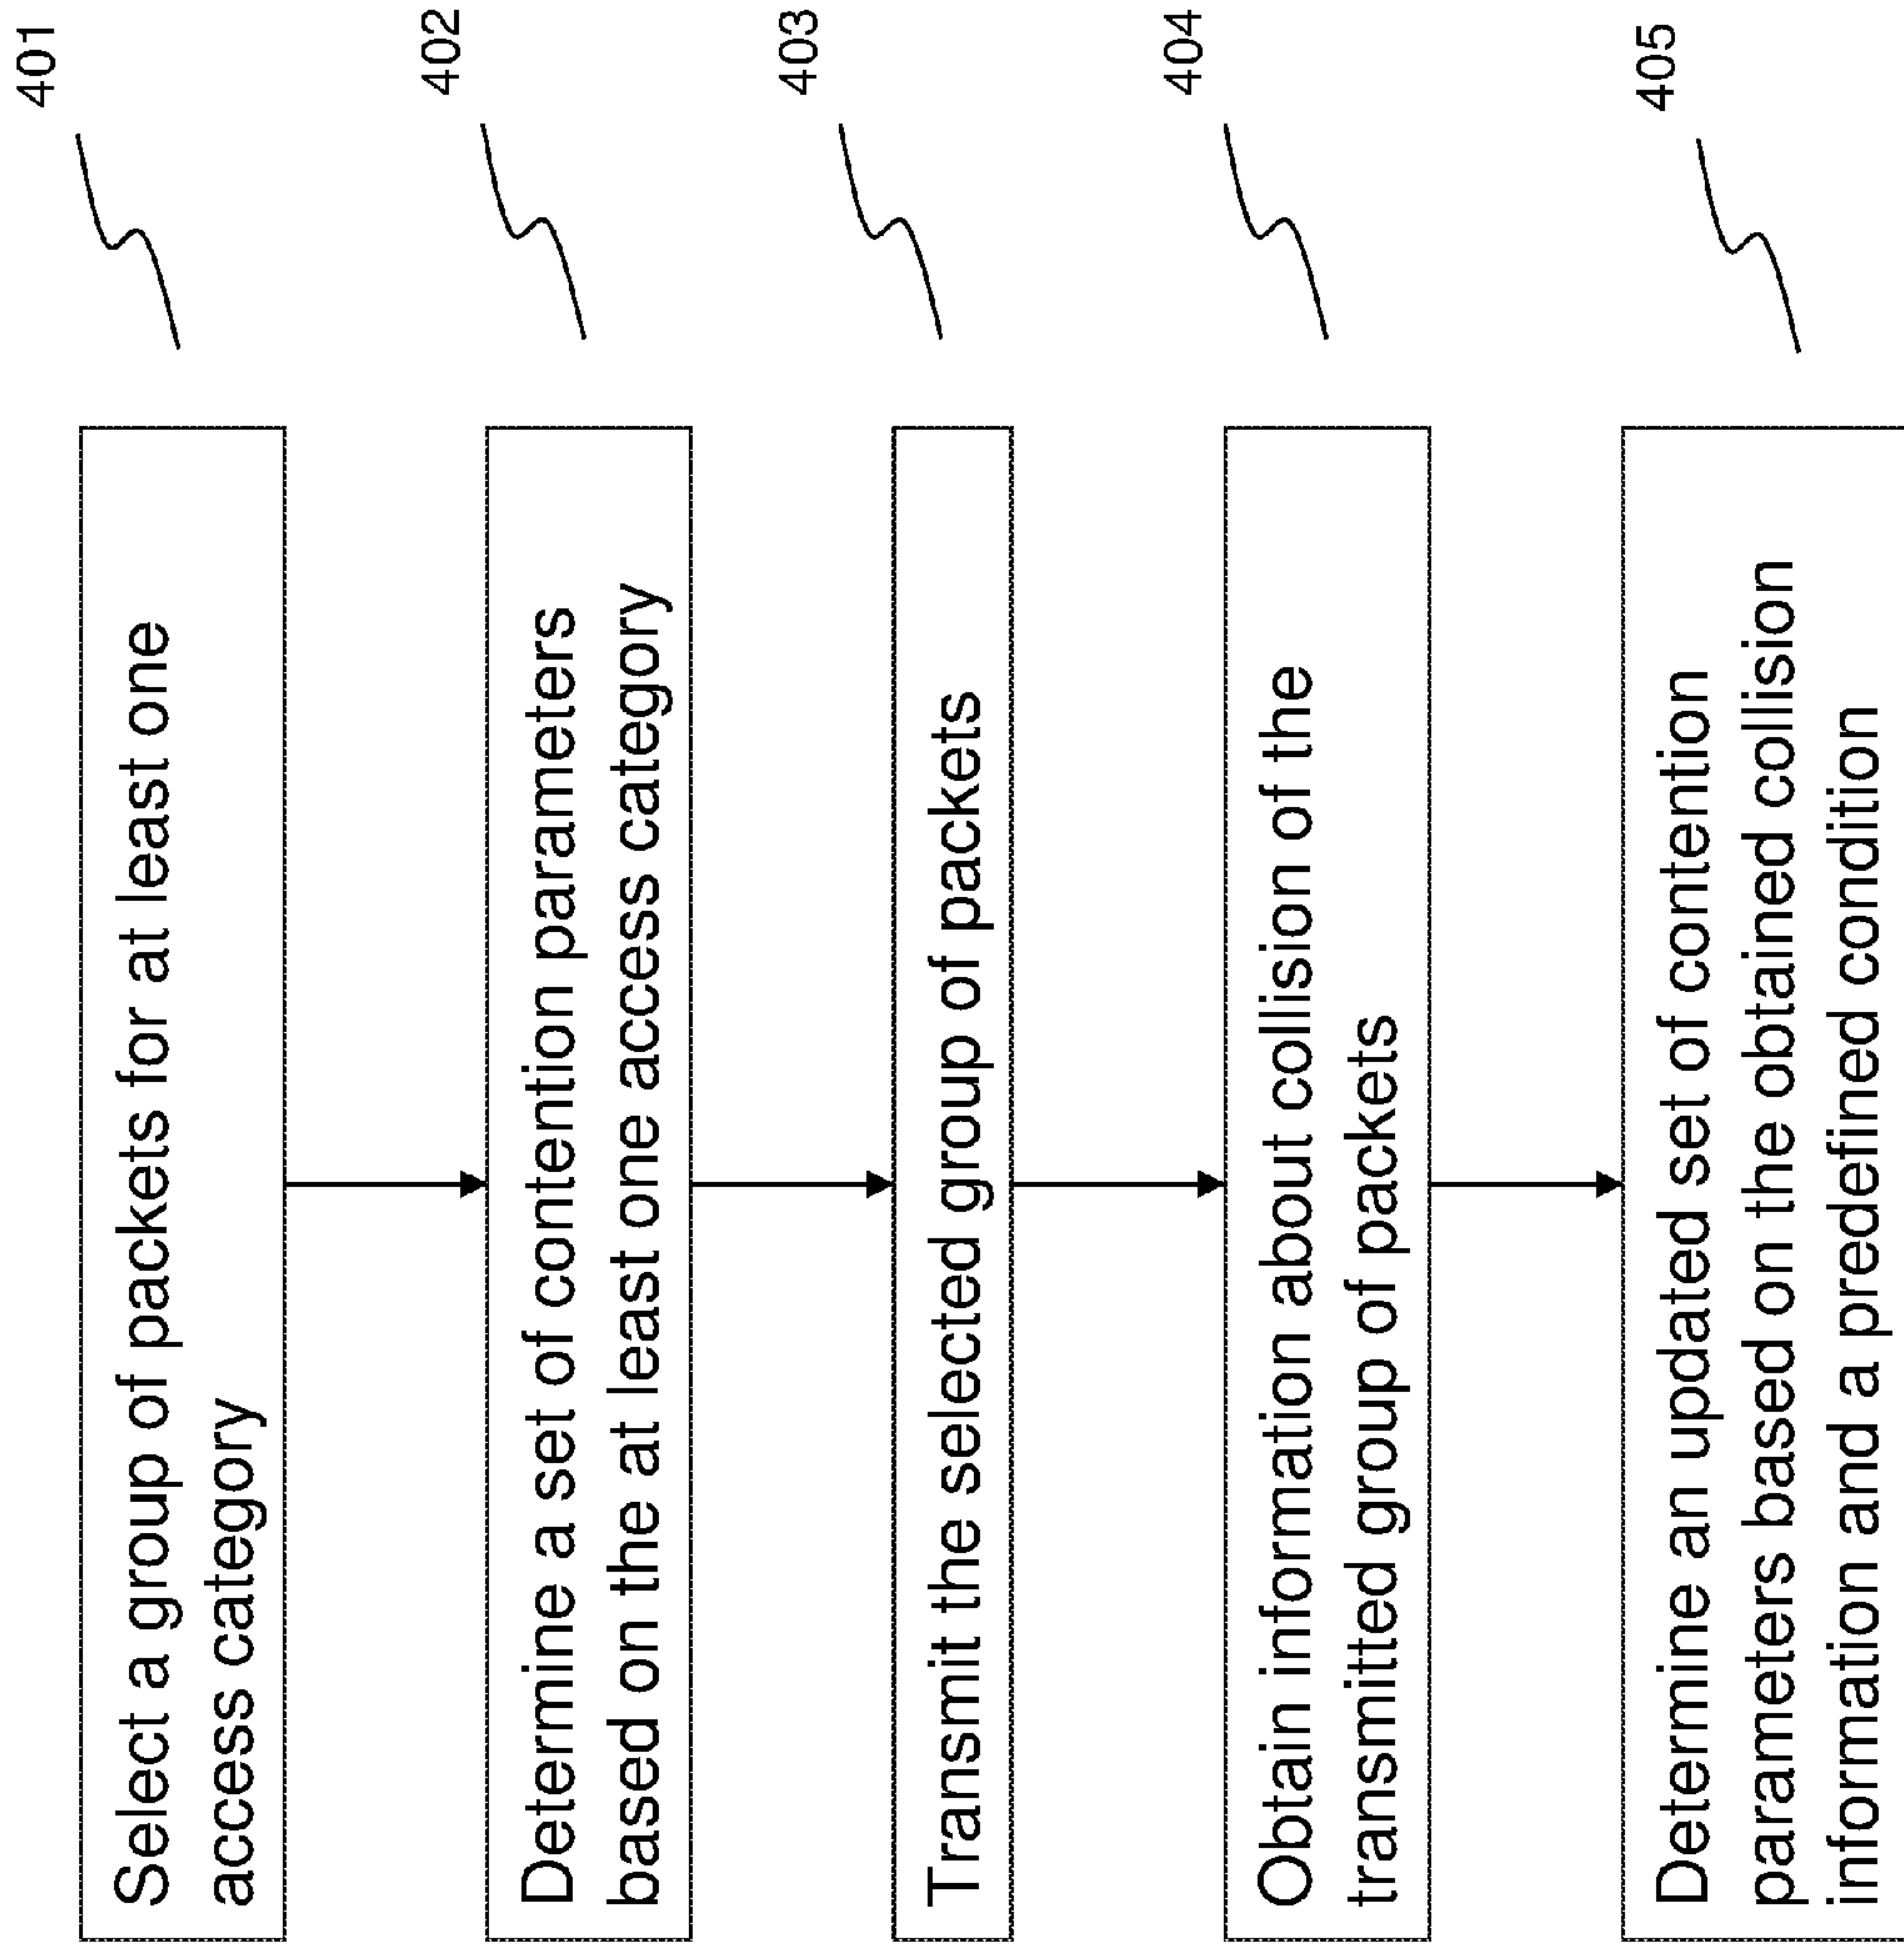 Select a group of packets for at least one
access category
401
Determine a set of contention parameters
based on the at least one access category
402
Transmit the selected group of packets
403
Obtain information about collision of the
transmitted group of packets
404
Determine an updated set of contention
parameters based on the obtained collision
information and a predefined condition
405